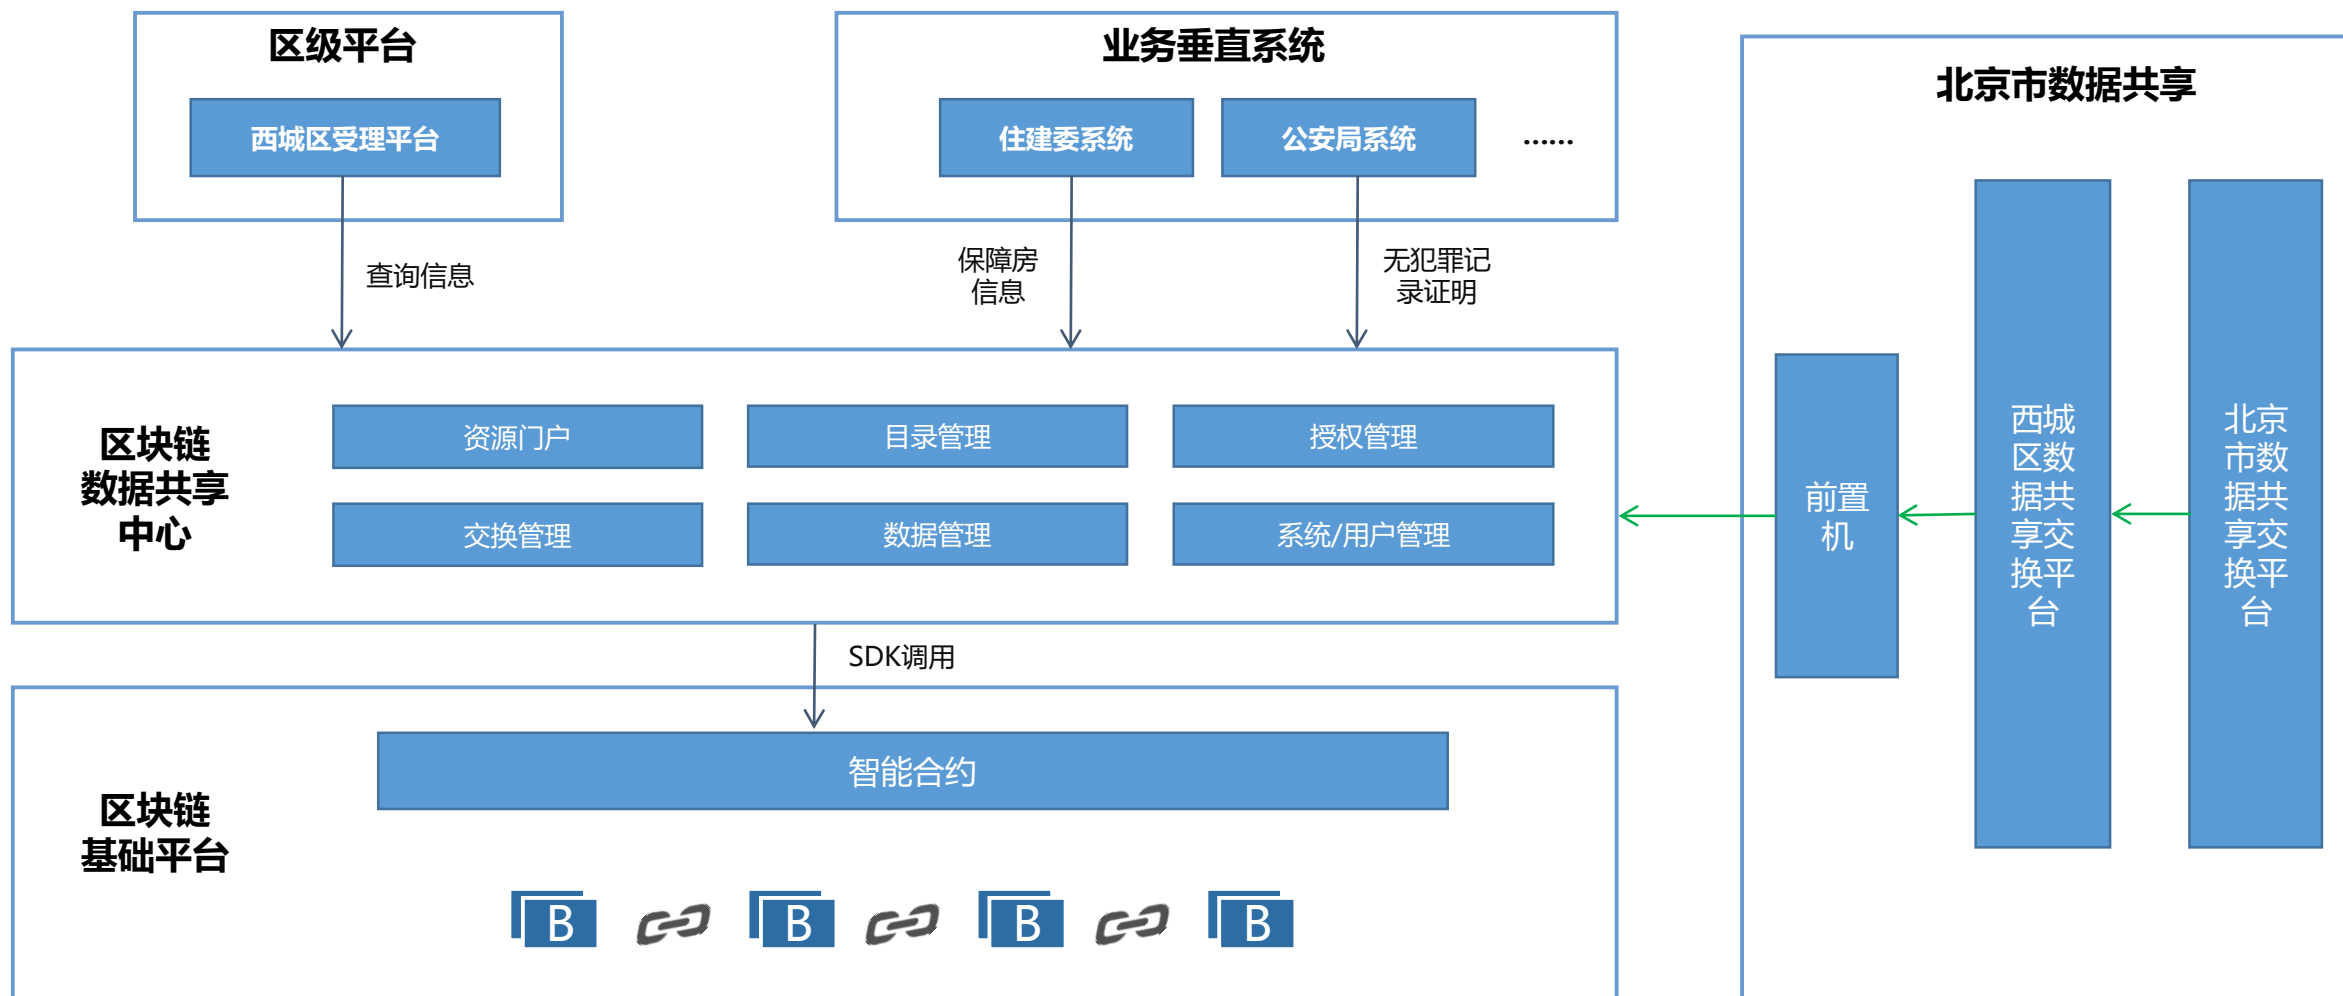 区级平台
西城区受理平台
业务垂直系统
住建委系统
公安局系统
......
北京市数据共享
查询信息
保障房
信息
无犯罪记
录证明
区块链
数据共享
中心
资源门户
目录管理
授权管理
交换管理
数据管理
系统/用户管理
前置
机
西城
区数
据共
享交
换平
台
北京
市数
据共
享交
换平
台
SDK调用
区块链
基础平台
智能合约
B
B
B
B